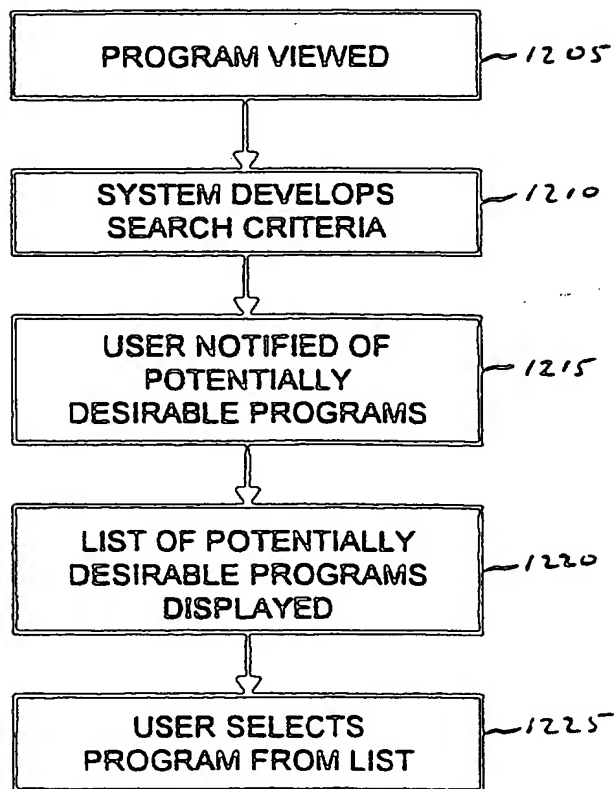 PROGRAM VIEWED
1205
SYSTEM DEVELOPS
SEARCH CRITERIA
1210
USER NOTIFIED OF
POTENTIALLY
DESIRABLE PROGRAMS
1215
LIST OF POTENTIALLY
DESIRABLE PROGRAMS
DISPLAYED
1220
USER SELECTS
PROGRAM FROM LIST
1225